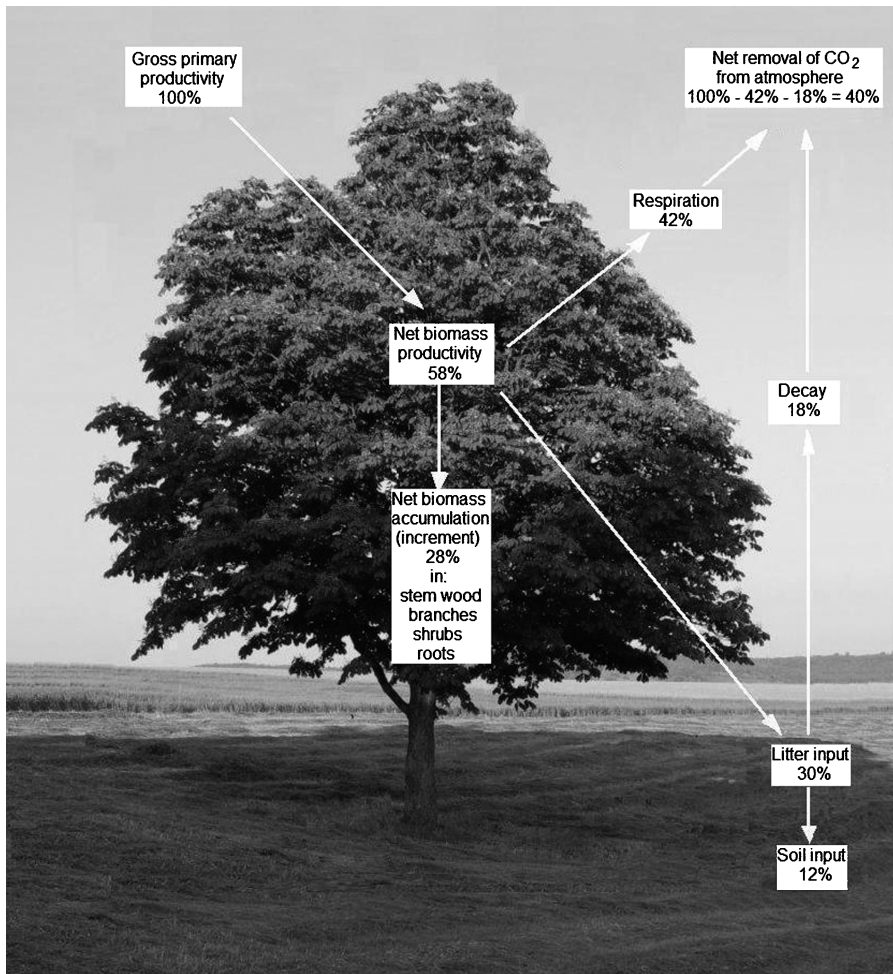 Gross primary
productivity
100%
Net removal of CO₂
from atmosphere
100% - 42% - 18% = 40%
Respiration
42%
Net biomass
productivity
58%
Decay
18%
Net biomass
accumulation
(increment)
28%
in:
stem wood
branches
shrubs
roots
Litter input
30%
Soil input
12%